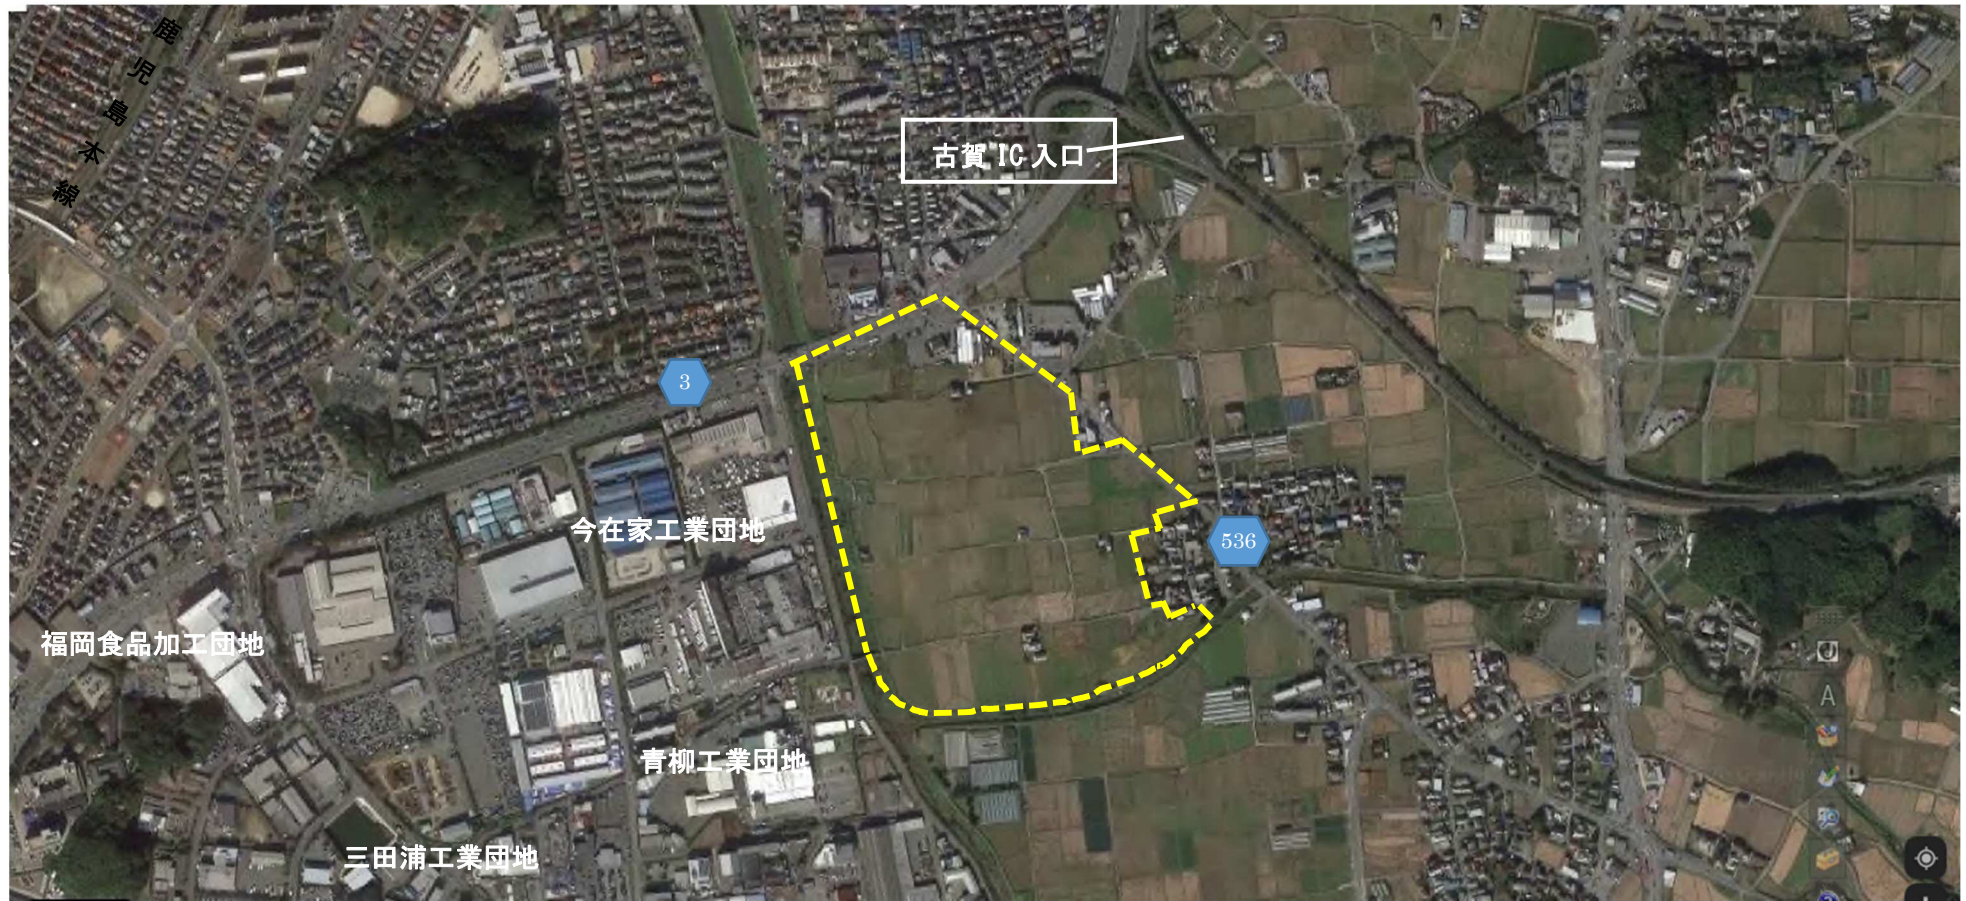 鹿児島本線
古賀 IC 入口
3
今在家工業団地
536
福岡食品加工団地
A
青柳工業団地
三田浦工業団地